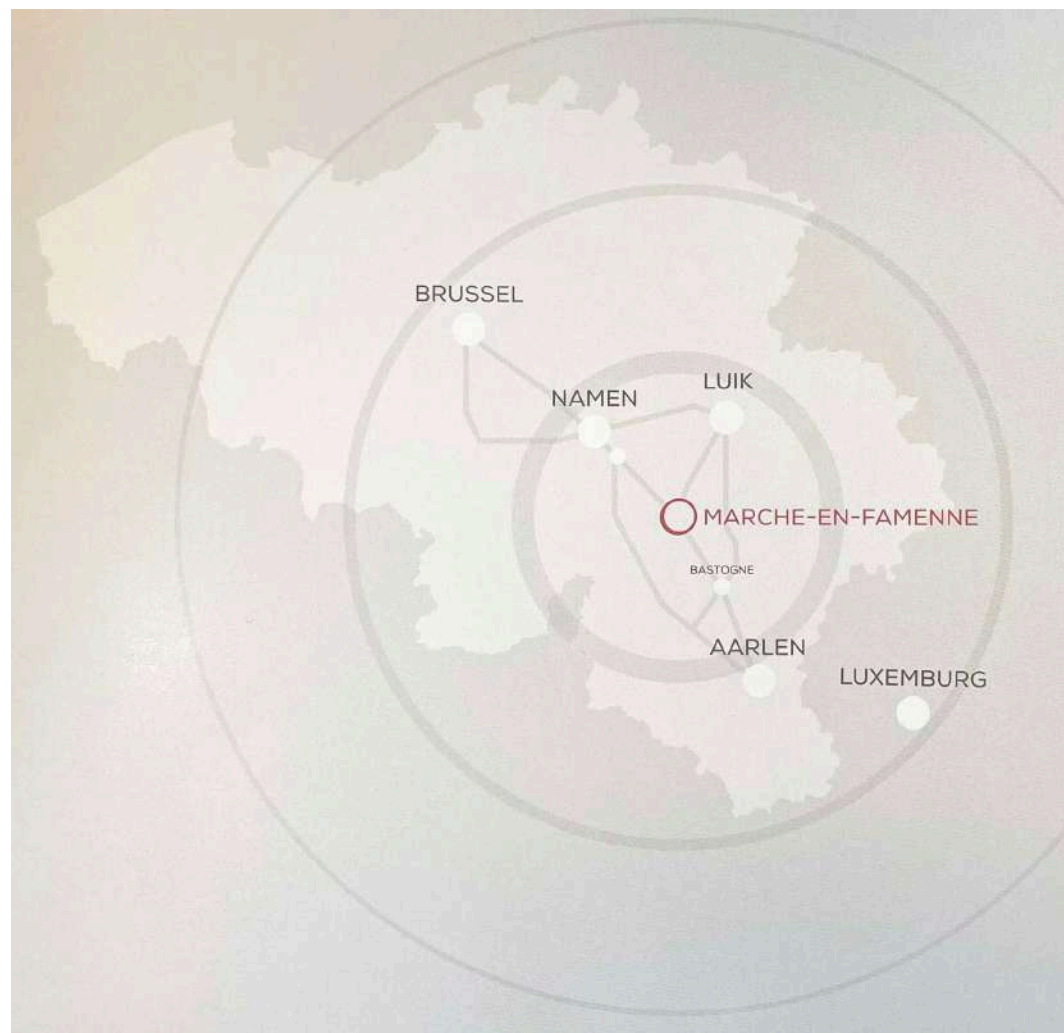 BRUSSEL
LUIK
NAMEN
MARCHE-EN-FAMENNE
BASTOGNE
AARLEN
LUXEMBURG